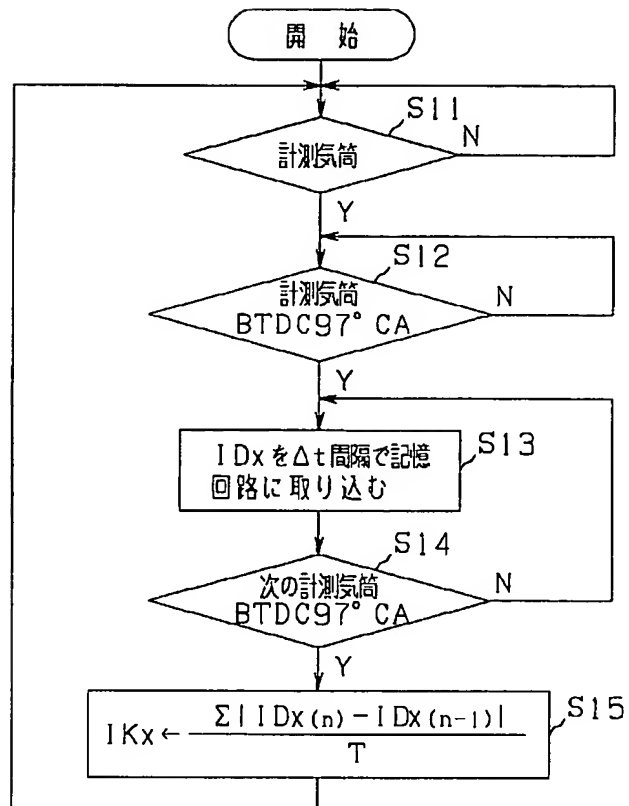 開 始
S11
計測気筒
N
Y
S12
計測気筒
BTDC97°CA
N
Y
IDxをΔt間隔で記憶
回路に取り込む
S13
S14
次の計測気筒
BTDC97°CA
N
Y
IKx ← Σ|IDx(n)-IDx(n-1)| / T
S15